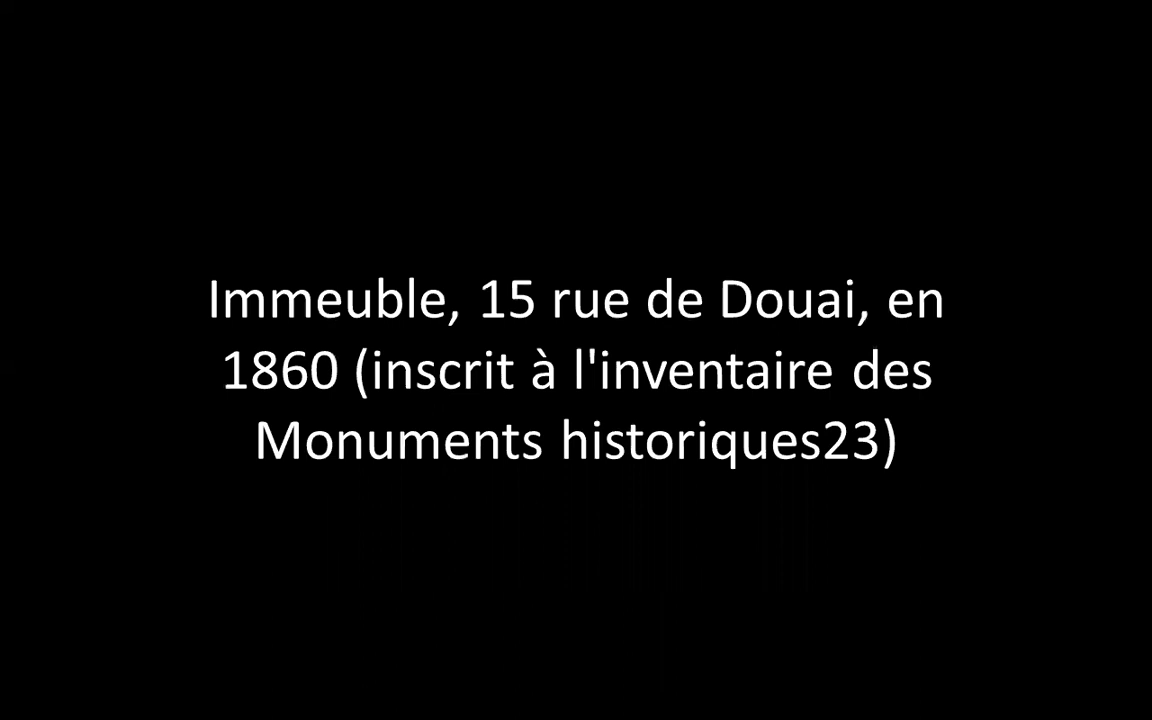 Immeuble, 15 rue de Douai, en
1860 (inscrit à l'inventaire des
Monuments historiques23)